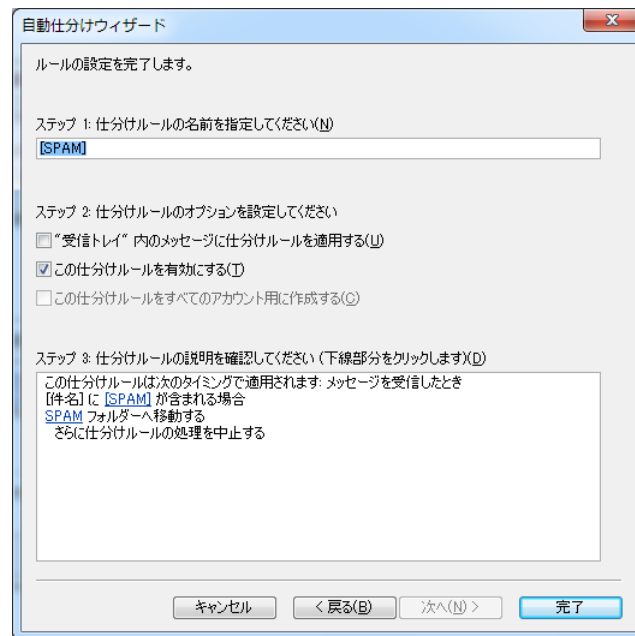 自動仕分けウィザード
ルールの設定を完了します。
ステップ 1: 仕分けルールの名前を指定してください(N)
[SPAM]
ステップ 2: 仕分けルールのオプションを設定してください
"受信トレイ" 内のメッセージに仕分けルールを適用する(U)
この仕分けルールを有効にする(T)
この仕分けルールをすべてのアカウント用に作成する(C)
ステップ 3: 仕分けルールの説明を確認してください (下線部分をクリックします)(D)
この仕分けルールは次のタイミングで適用されます: メッセージを受信したとき
[件名] に [SPAM] が含まれる場合
SPAM フォルダーへ移動する
さらに仕分けルールの処理を中止する
キャンセル < 戻る(B) 次へ(N) > 完了